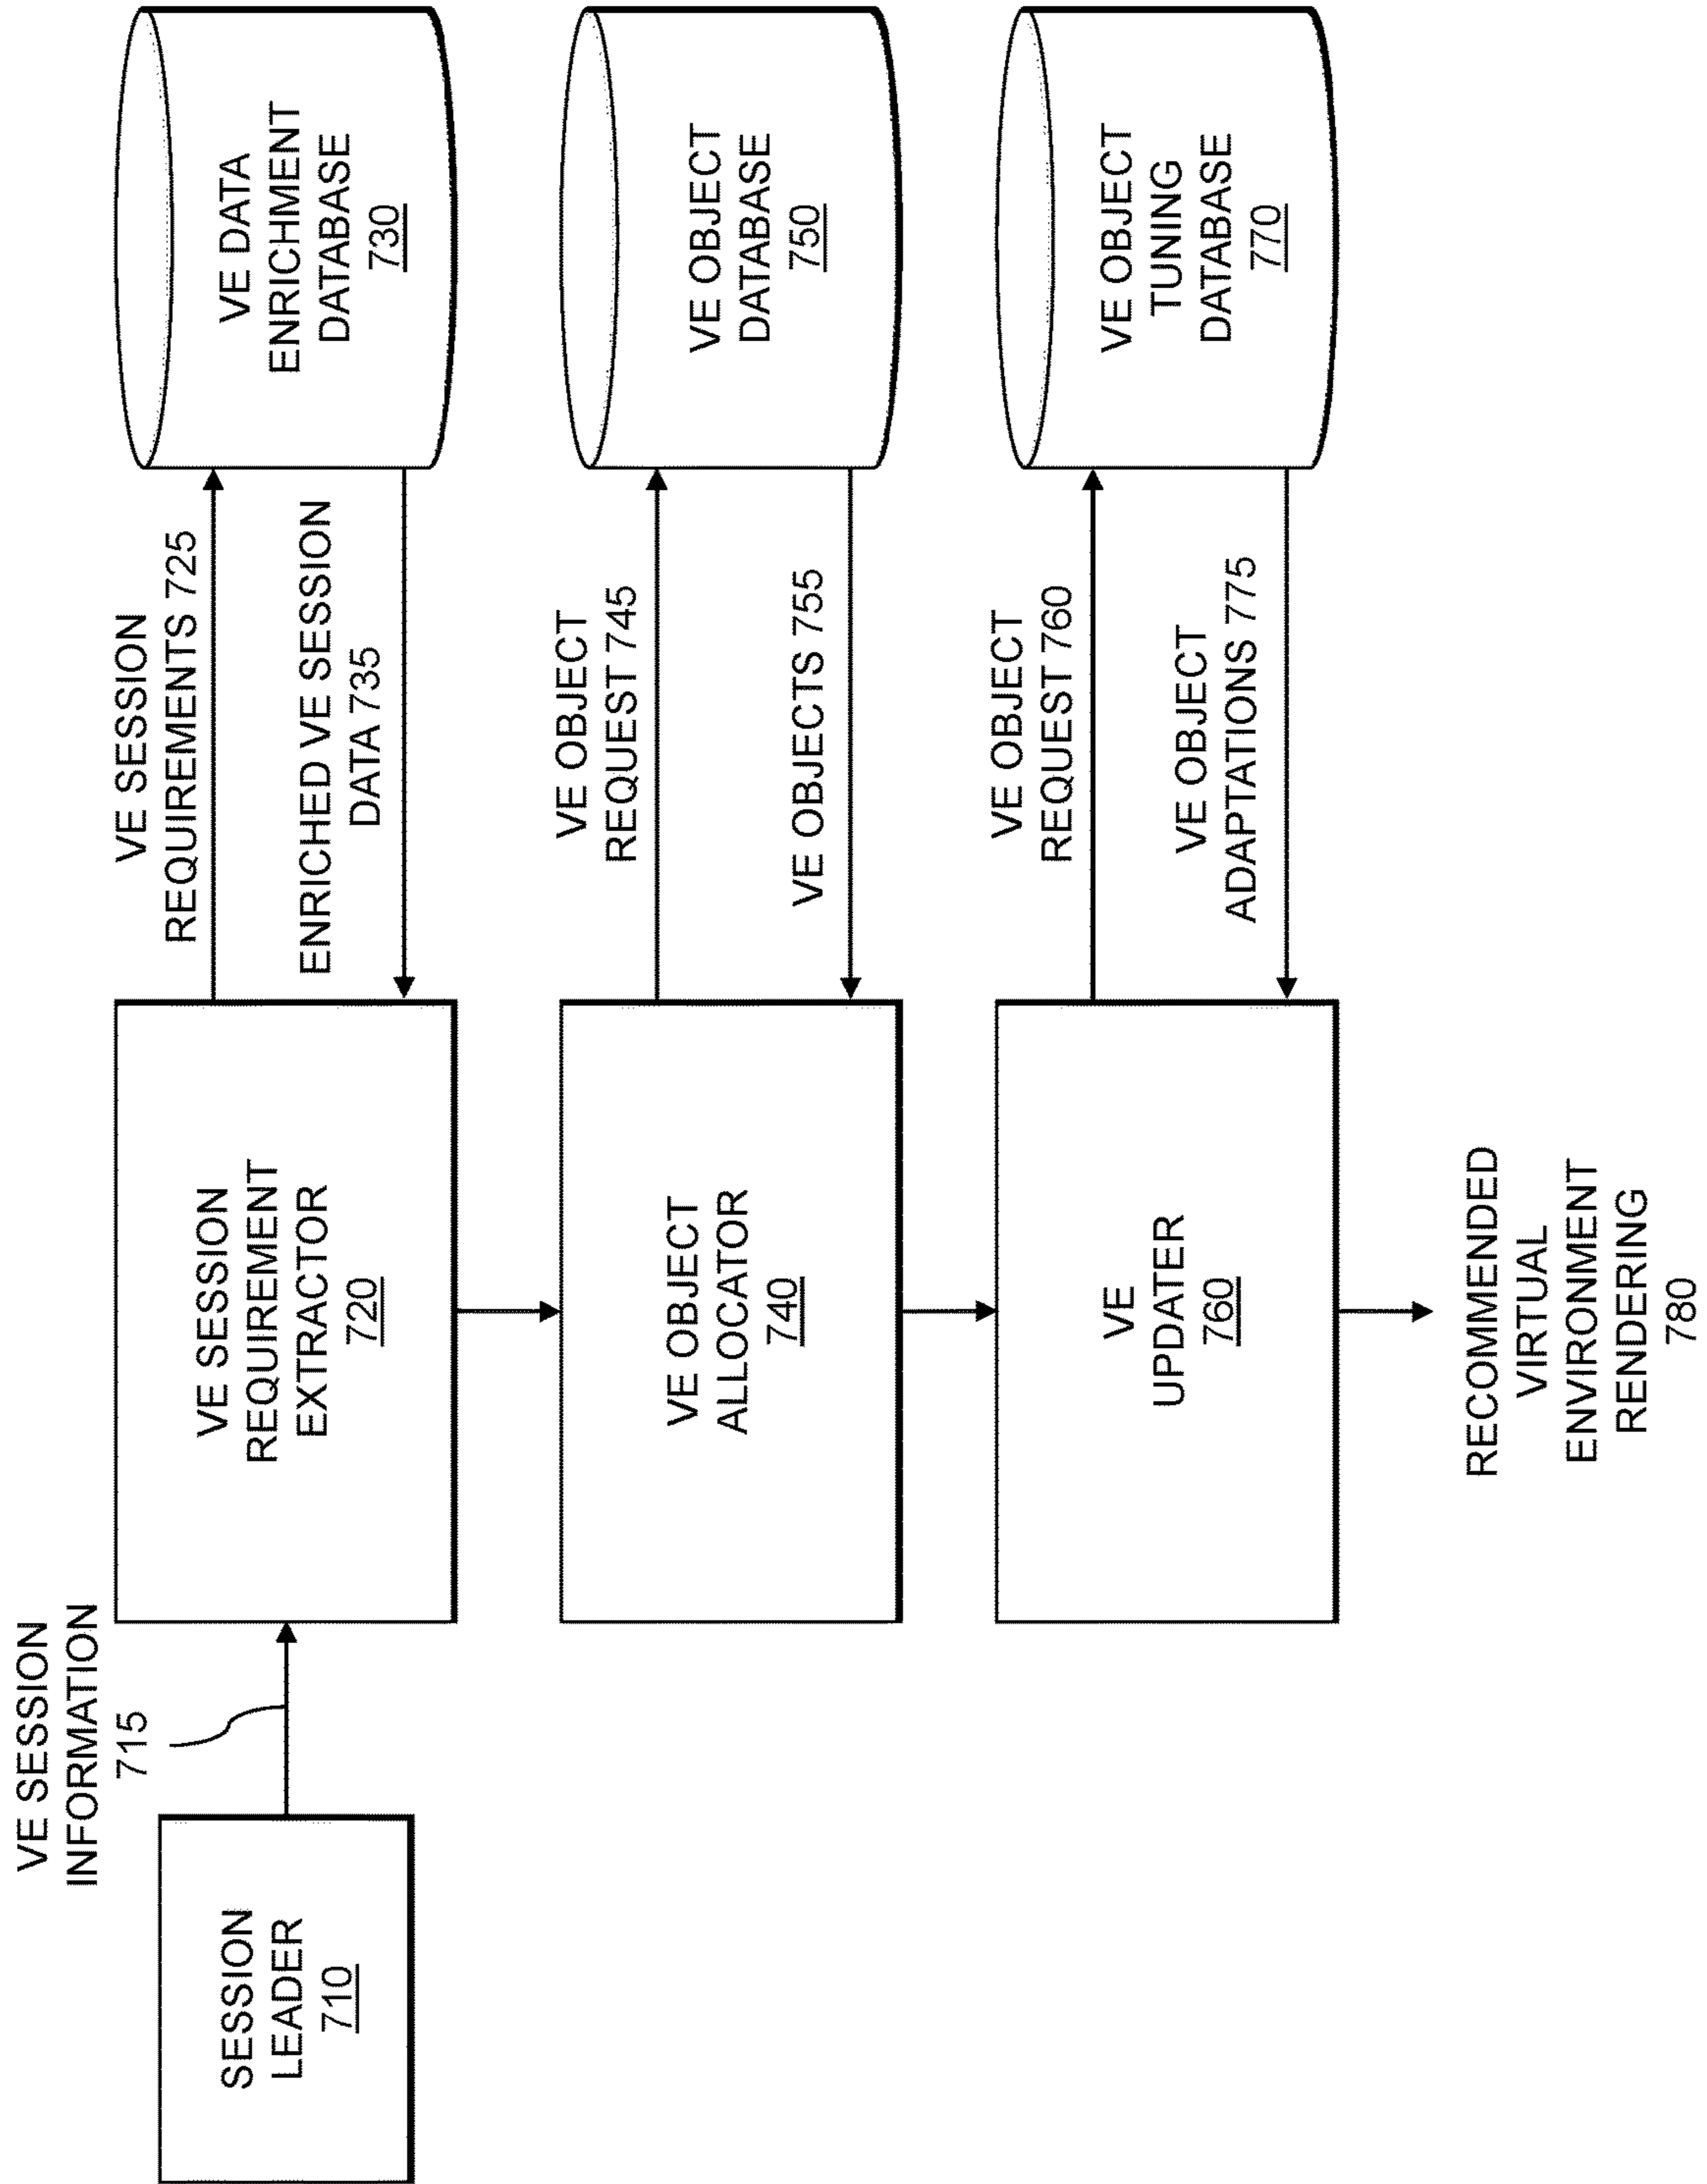 VE SESSION
INFORMATION
715
SESSION
LEADER
710
VE SESSION
REQUIREMENT
EXTRACTOR
720
VE SESSION
REQUIREMENTS 725
ENRICHED VE SESSION
DATA 735
VE DATA
ENRICHMENT
DATABASE
730
VE OBJECT
ALLOCATOR
740
VE OBJECT
REQUEST 745
VE OBJECTS 755
VE OBJECT
DATABASE
750
VE
UPDATER
760
VE OBJECT
REQUEST 760
VE OBJECT
ADAPTATIONS 775
VE OBJECT
TUNING
DATABASE
770
RECOMMENDED
VIRTUAL
ENVIRONMENT
RENDERING
780